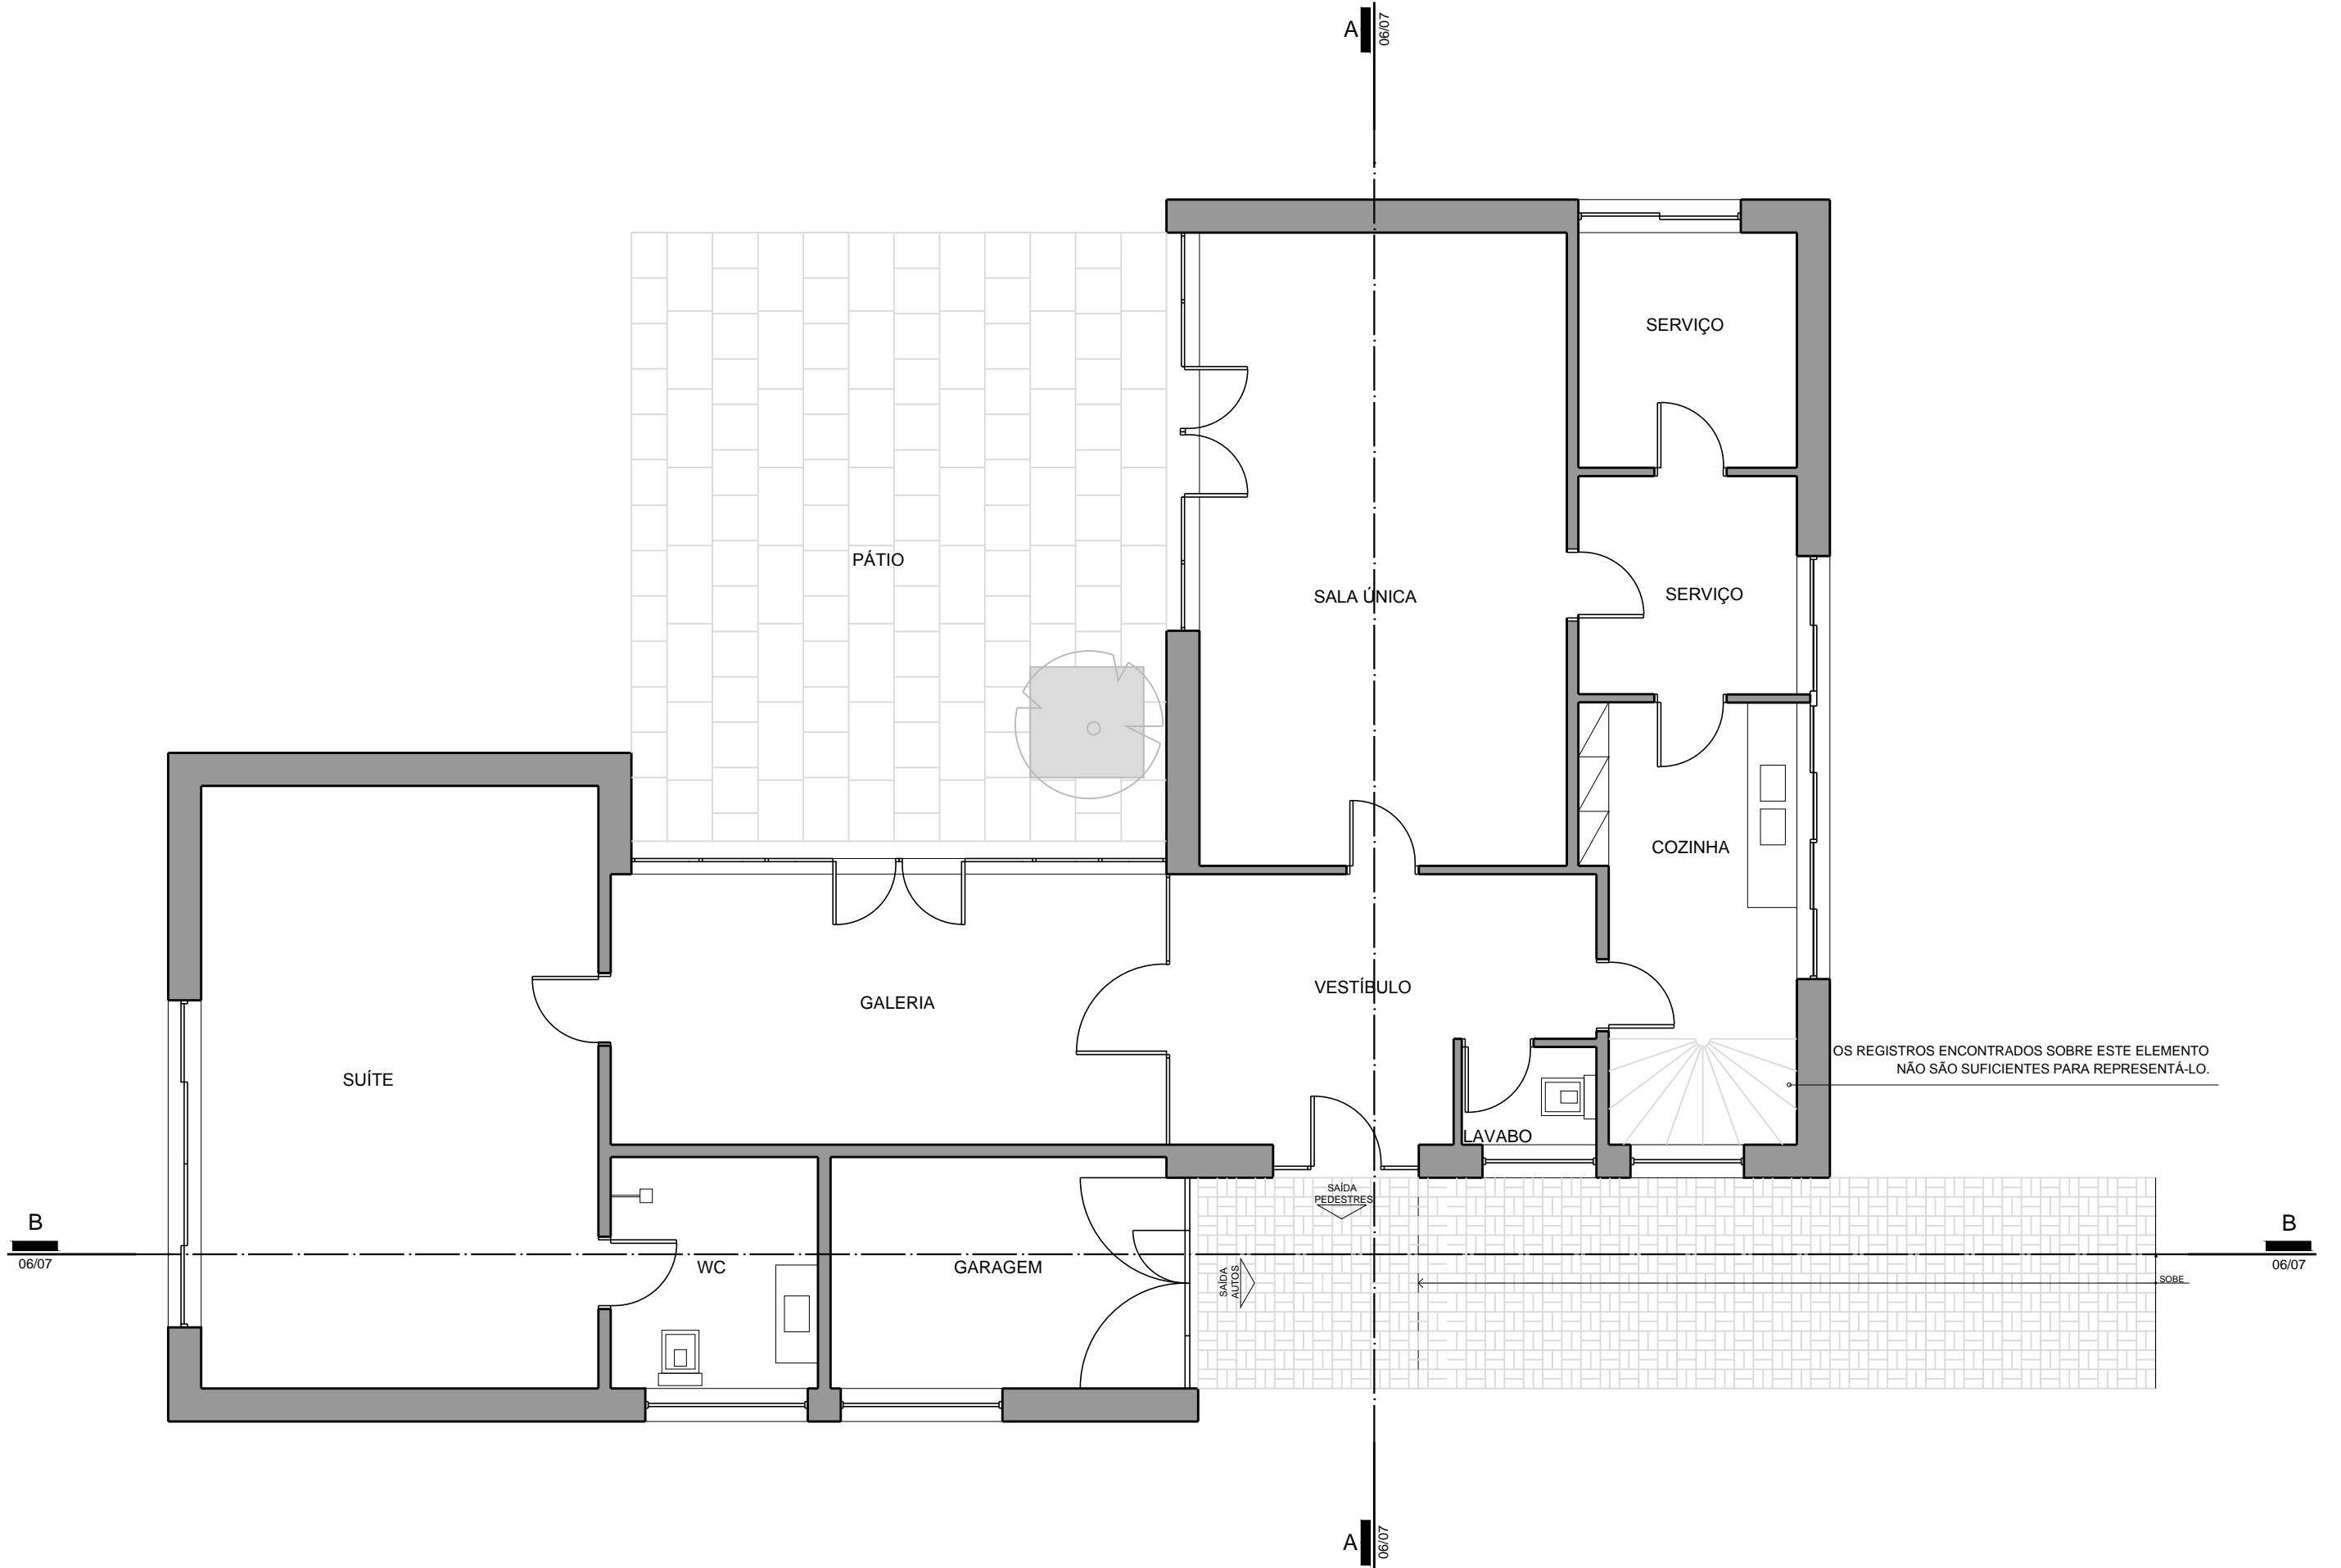 A
06/07
SERVIÇO
PÁTIO
SALA ÚNICA
SERVIÇO
COZINHA
GALERIA
VESTÍBULO
SUÍTE
OS REGISTROS ENCONTRADOS SOBRE ESTE ELEMENTO
NÃO SÃO SUFICIENTES PARA REPRESENTÁ-LO.
LAVABO
SAÍDA
PEDESTRES
B
06/07
WC
GARAGEM
SAÍDA
AUTOS
SOBE
B
06/07
A
06/07